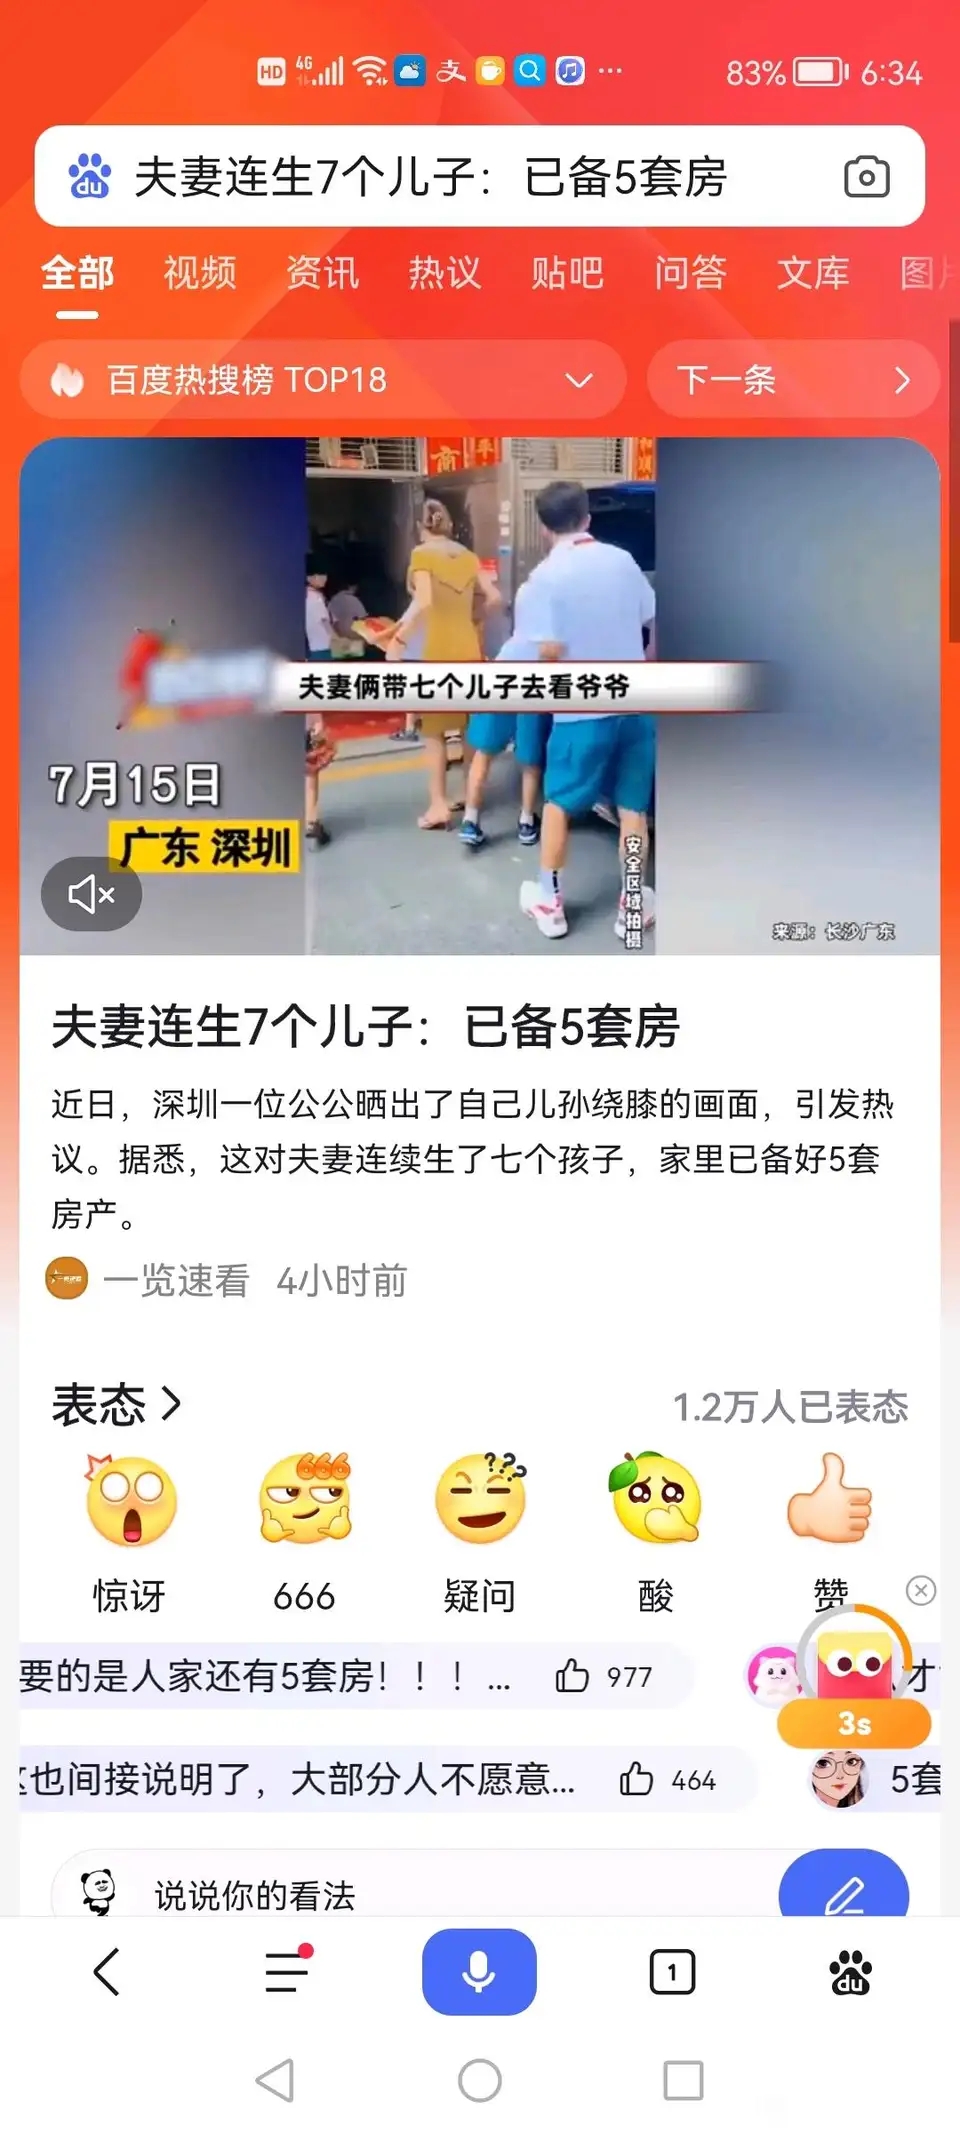 HD 4G 支 ... 83% 6:34
du 夫妻连生7个儿子：已备5套房
全部 视频 资讯 热议 贴吧 问答 文库 图片
百度热搜榜 TOP18 下一条
夫妻俩带七个儿子去看爷爷
7月15日
广东 深圳
安全区域拍摄
来源：长沙广东
夫妻连生7个儿子：已备5套房
近日，深圳一位公公晒出了自己儿孙绕膝的画面，引发热
议。据悉，这对夫妻连续生了七个孩子，家里已备好5套
房产。
一览速看 4小时前
表态 1.2万人已表态
666
???
惊讶 666 疑问 酸 赞
要的是人家还有5套房！！！... 977 才
3s
也间接说明了，大部分人不愿意... 464 5套
说说你的看法
1 du